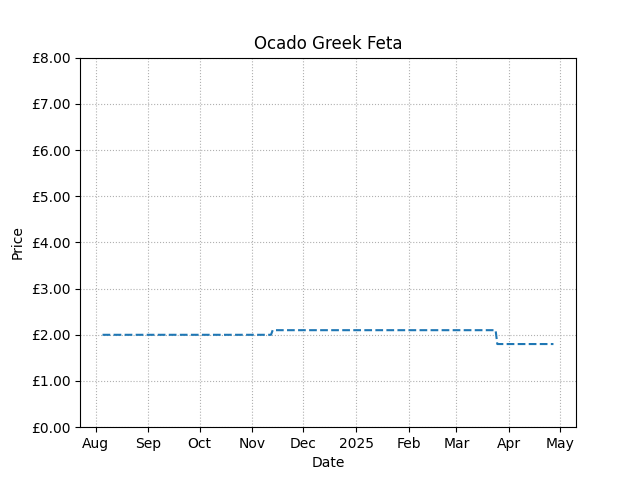 Ocado Greek Feta
£8.00
£7.00
£6.00
£5.00
£4.00
£3.00
£2.00
£1.00
£0.00
Price
Aug Sep Oct Nov Dec 2025 Feb Mar Apr May
Date